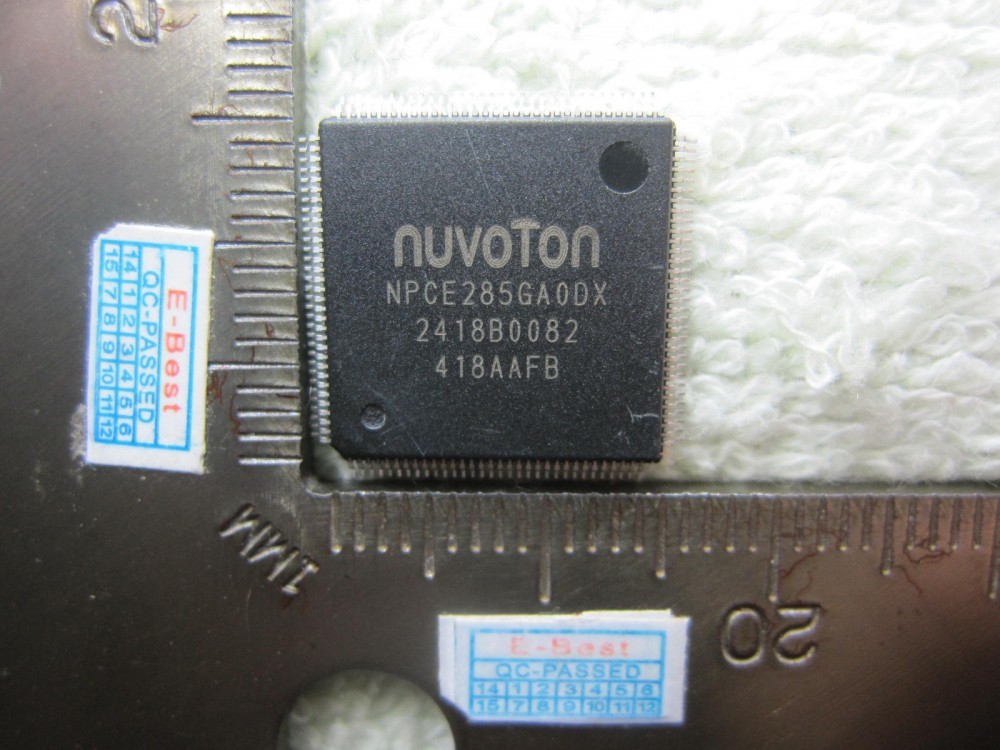 2
nuvoTon
NPCE285GA0DX
2418B0082
418AAFB
E-Best
QC-PASSED
14 1 2 3 4 5 6
15 7 8 9 10 11 12
1MM
20
E-Best
QC-PASSED
14 1 2 3 4 5 6
15 7 8 9 10 11 12